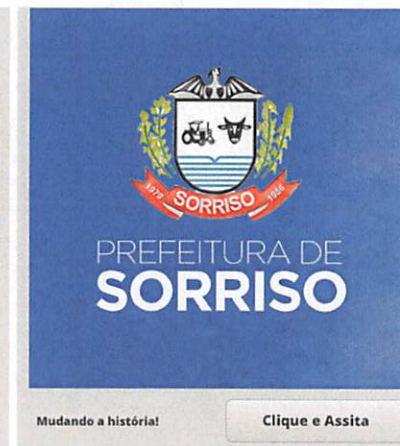 1979 SORRISO 1986
PREFEITURA DE
SORRISO
Mudando a história!
Clique e Assita